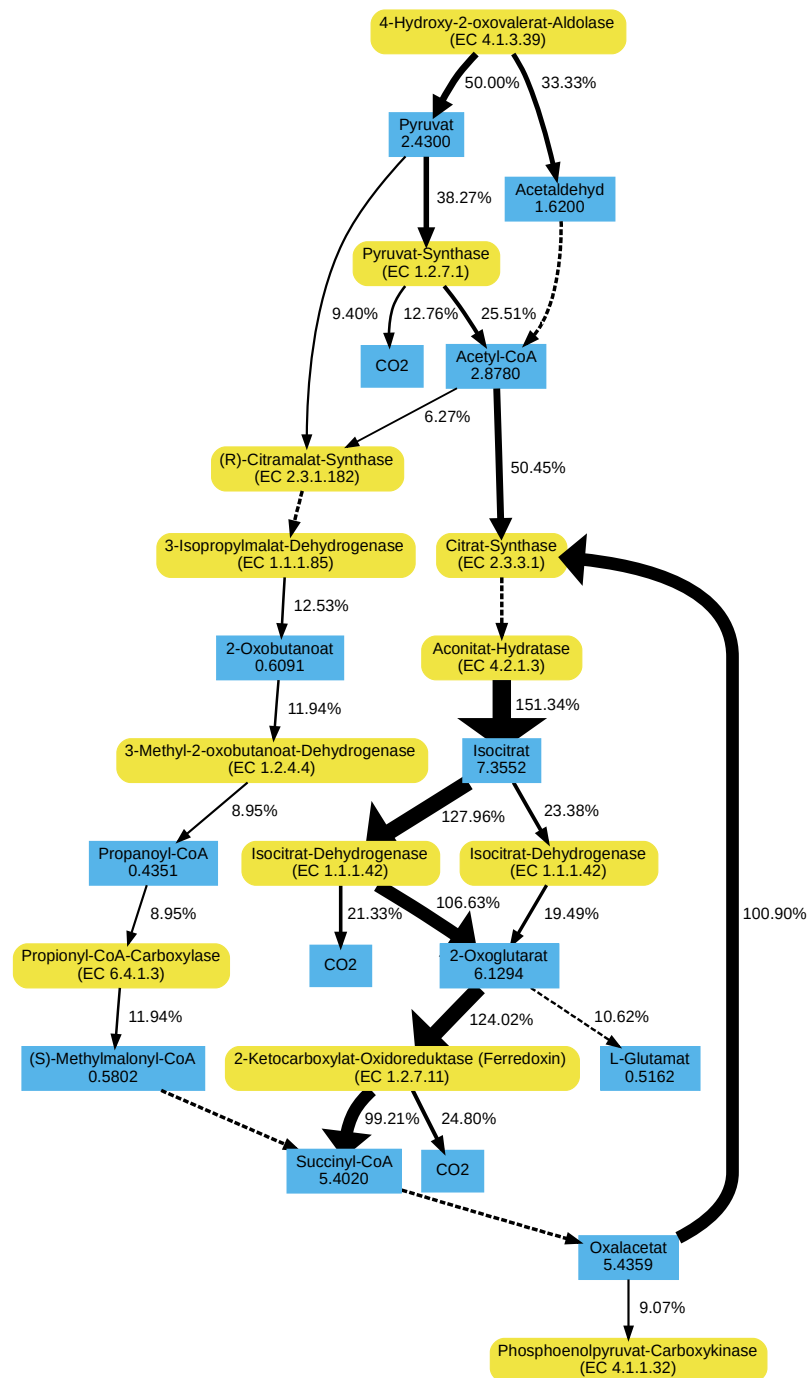 4-Hydroxy-2-oxovalerat-Aldolase
(EC 4.1.3.39)
50.00%
33.33%
Pyruvat
2.4300
Acetaldehyd
1.6200
38.27%
Pyruvat-Synthase
(EC 1.2.7.1)
9.40%
12.76%
25.51%
CO2
Acetyl-CoA
2.8780
6.27%
(R)-Citramalat-Synthase
(EC 2.3.1.182)
50.45%
3-Isopropylmalat-Dehydrogenase
(EC 1.1.1.85)
Citrat-Synthase
(EC 2.3.3.1)
12.53%
2-Oxobutanoat
0.6091
Aconitat-Hydratase
(EC 4.2.1.3)
11.94%
151.34%
3-Methyl-2-oxobutanoat-Dehydrogenase
(EC 1.2.4.4)
Isocitrat
7.3552
8.95%
127.96%
23.38%
Propanoyl-CoA
0.4351
Isocitrat-Dehydrogenase
(EC 1.1.1.42)
Isocitrat-Dehydrogenase
(EC 1.1.1.42)
8.95%
21.33%
106.63%
19.49%
100.90%
Propionyl-CoA-Carboxylase
(EC 6.4.1.3)
CO2
2-Oxoglutarat
6.1294
11.94%
124.02%
10.62%
(S)-Methylmalonyl-CoA
0.5802
2-Ketocarboxylat-Oxidoreduktase (Ferredoxin)
(EC 1.2.7.11)
L-Glutamat
0.5162
99.21%
24.80%
Succinyl-CoA
5.4020
CO2
Oxalacetat
5.4359
9.07%
Phosphoenolpyruvat-Carboxykinase
(EC 4.1.1.32)